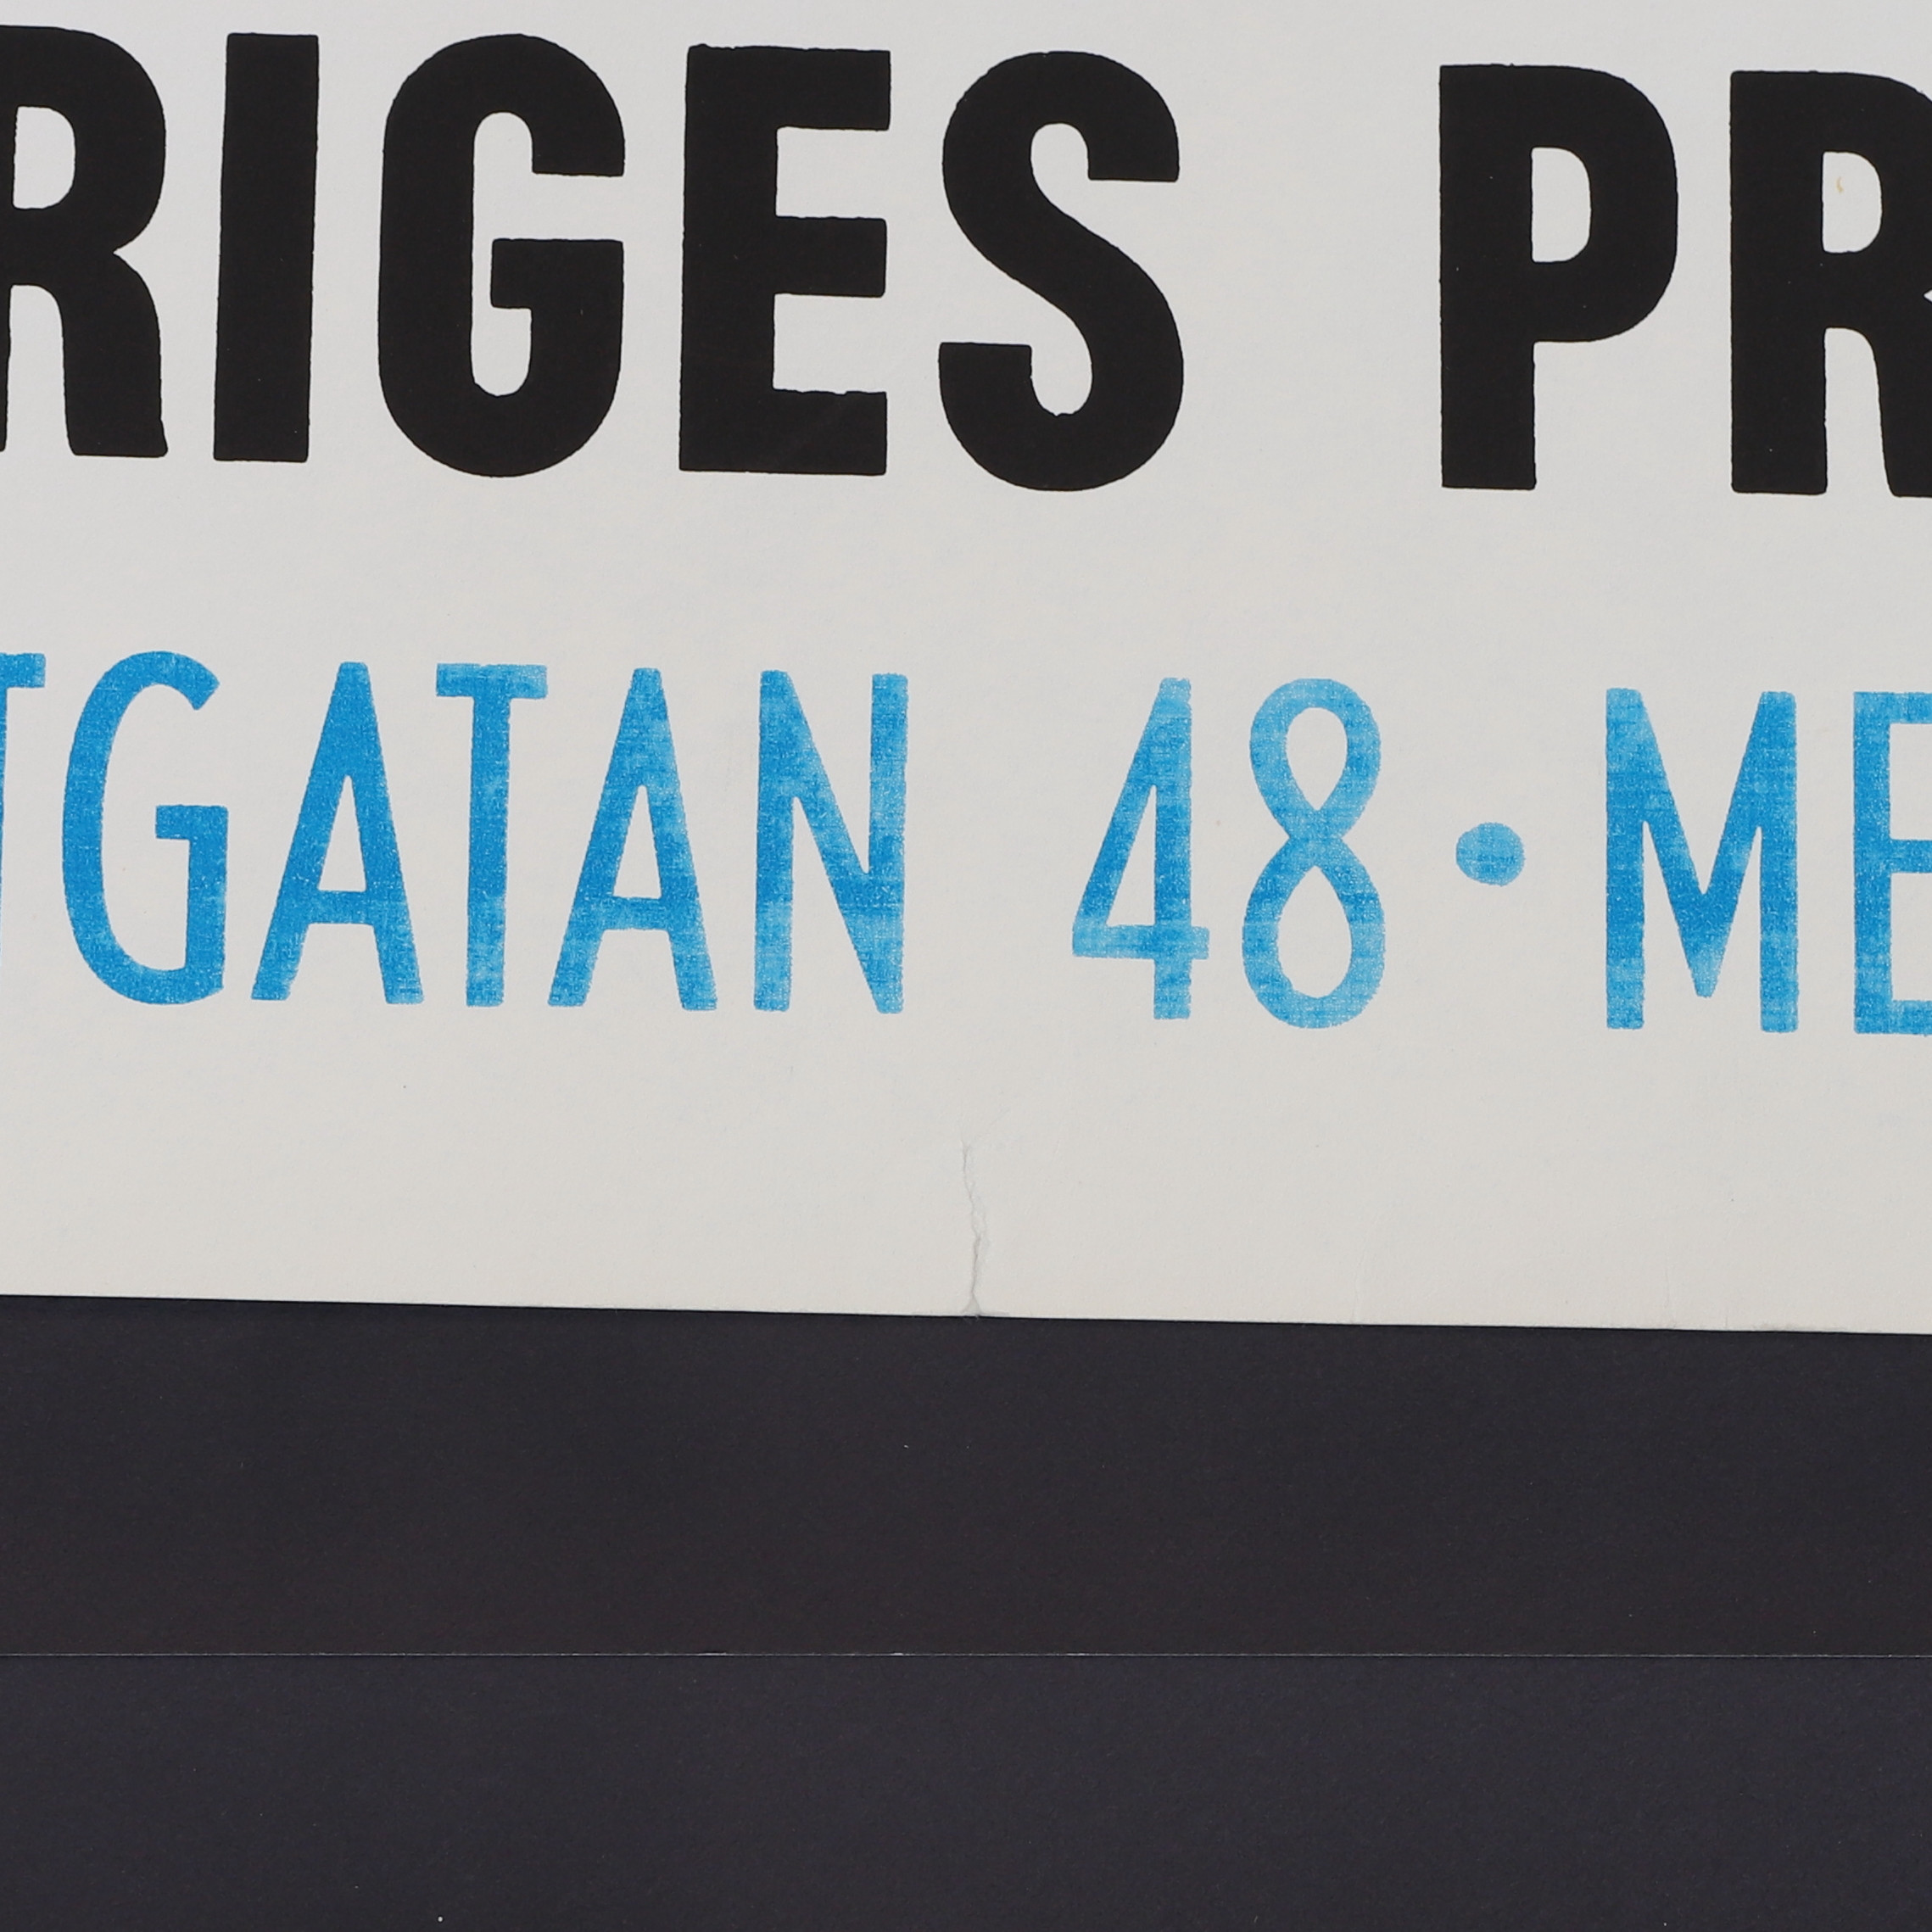 RIGES PR
TGATAN 48 • ME